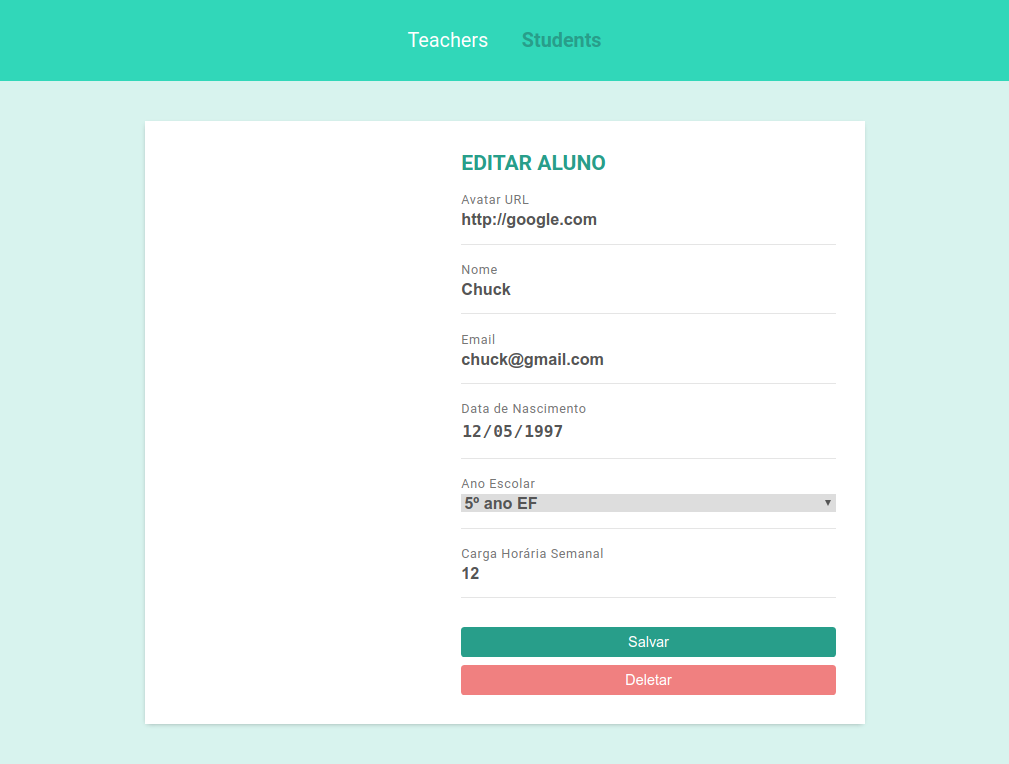 Teachers Students
EDITAR ALUNO
Avatar URL
http://google.com
Nome
Chuck
Email
chuck@gmail.com
Data de Nascimento
12/05/1997
Ano Escolar
5º ano EF
Carga Horária Semanal
12
Salvar
Deletar